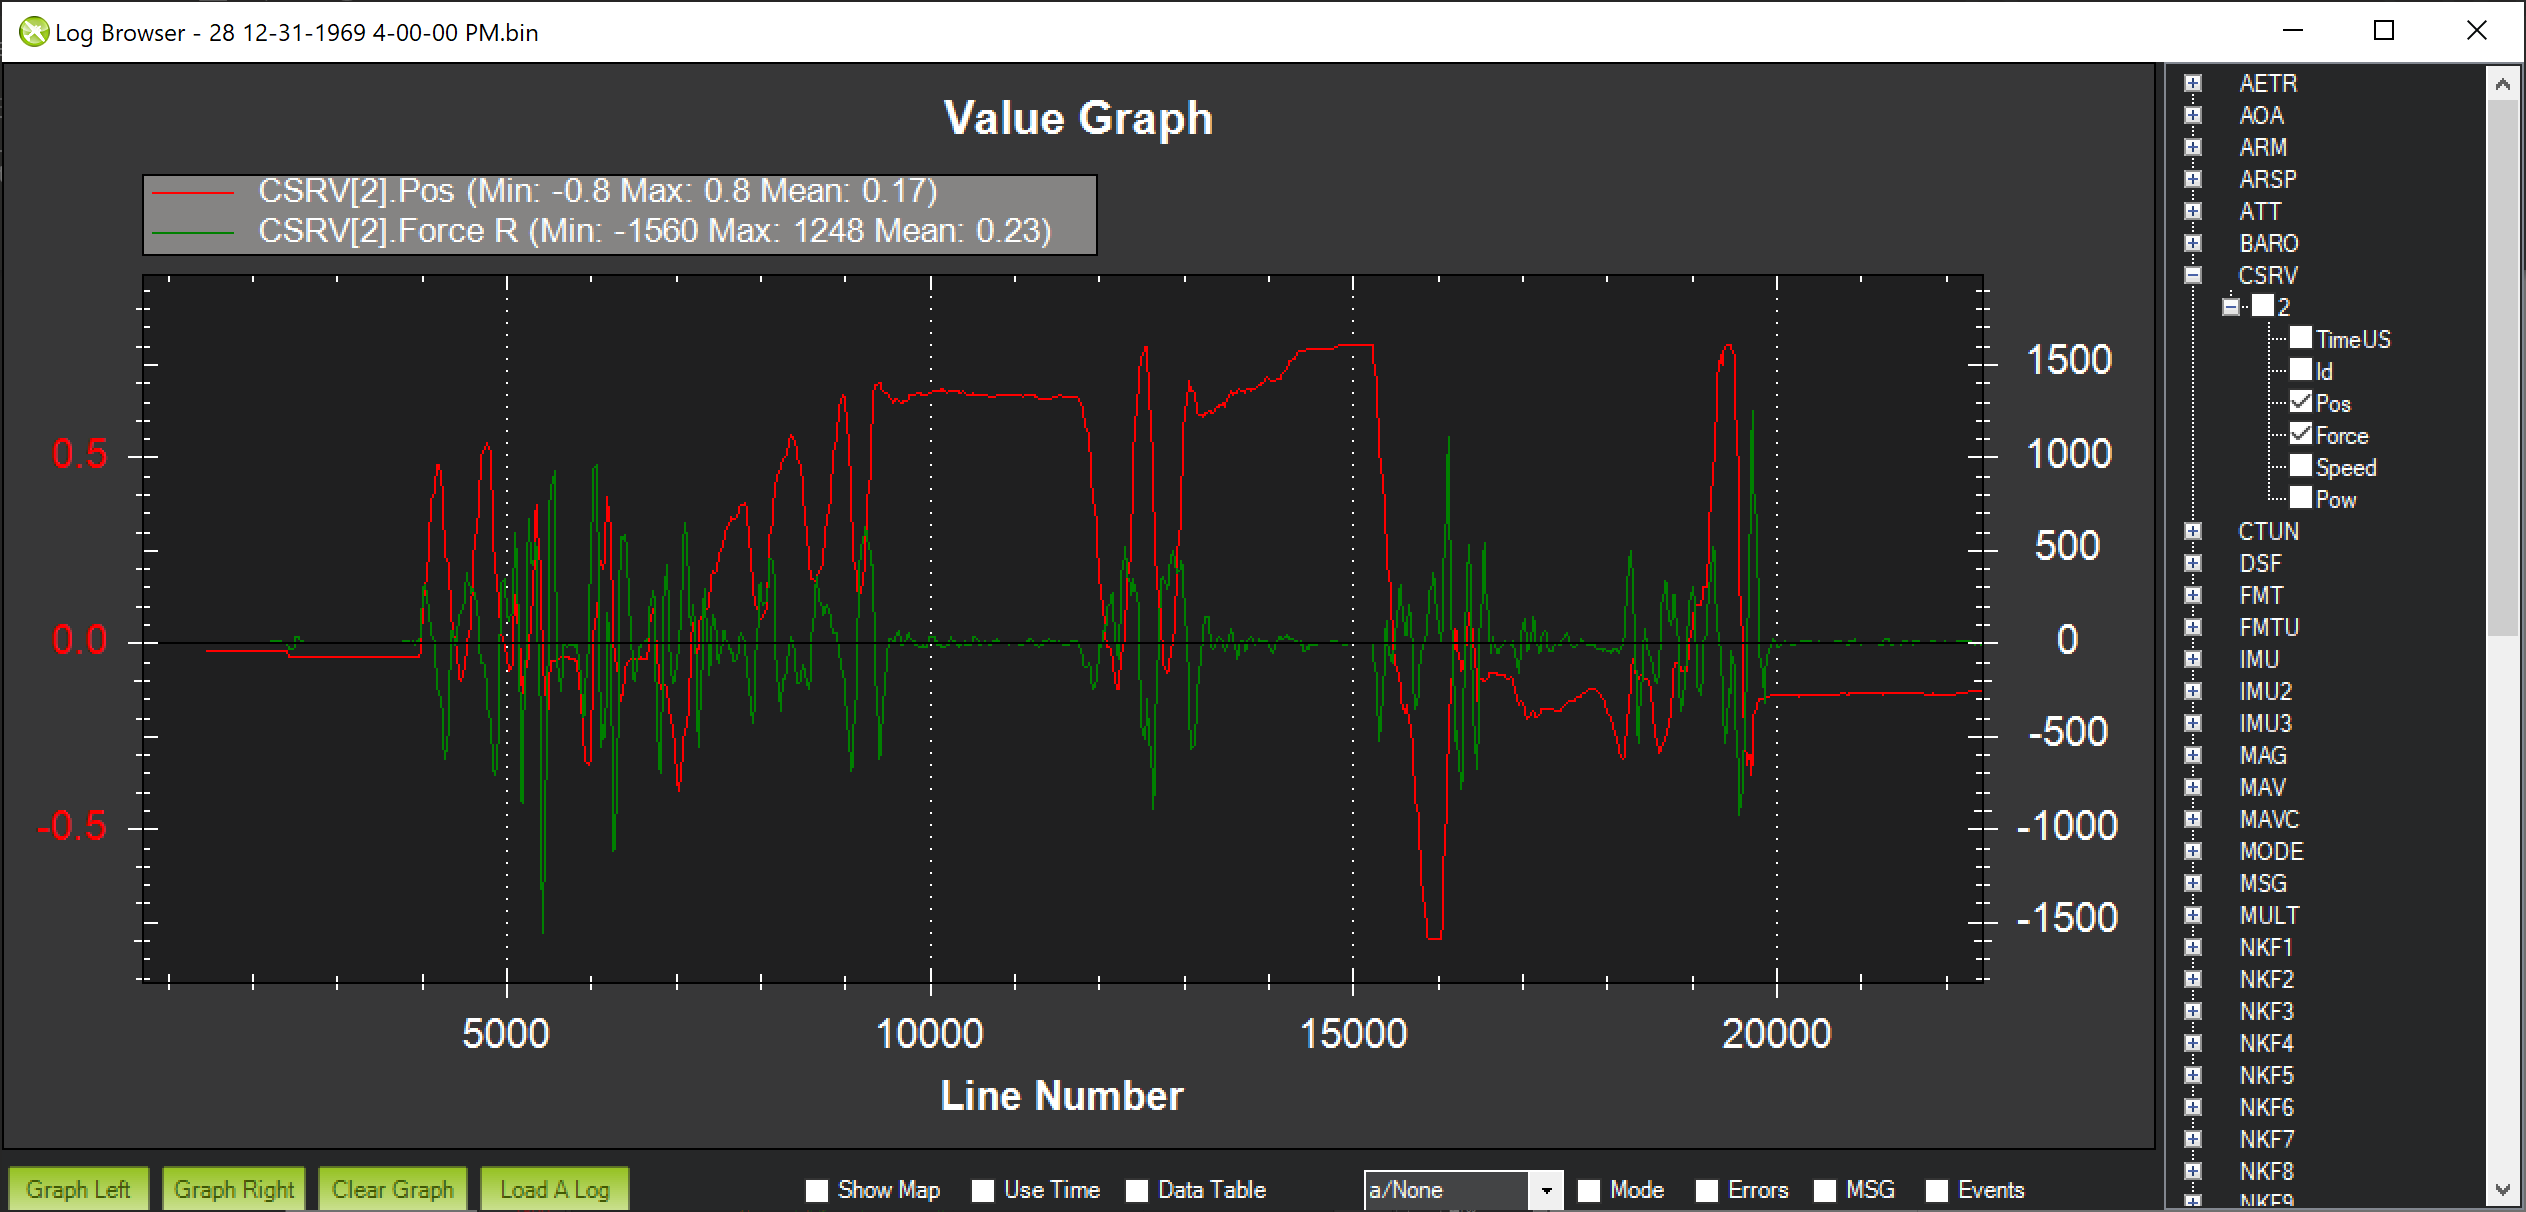 Log Browser - 28 12-31-1969 4-00-00 PM.bin
Value Graph
CSRV[2].Pos (Min: -0.8 Max: 0.8 Mean: 0.17)
CSRV[2].Force R (Min: -1560 Max: 1248 Mean: 0.23)
0.5
0.0
-0.5
1500
1000
500
0
-500
-1000
-1500
5000 10000 15000 20000
Line Number
AETR
AOA
ARM
ARSP
ATT
BARO
CSRV
2
TimeUS
Id
Pos
Force
Speed
Pow
CTUN
DSF
FMT
FMTU
IMU
IMU2
IMU3
MAG
MAV
MAVC
MODE
MSG
MULT
NKF1
NKF2
NKF3
NKF4
NKF5
NKF6
NKF7
NKF8
NKF9
Graph Left Graph Right Clear Graph Load A Log Show Map Use Time Data Table a/None Mode Errors MSG Events